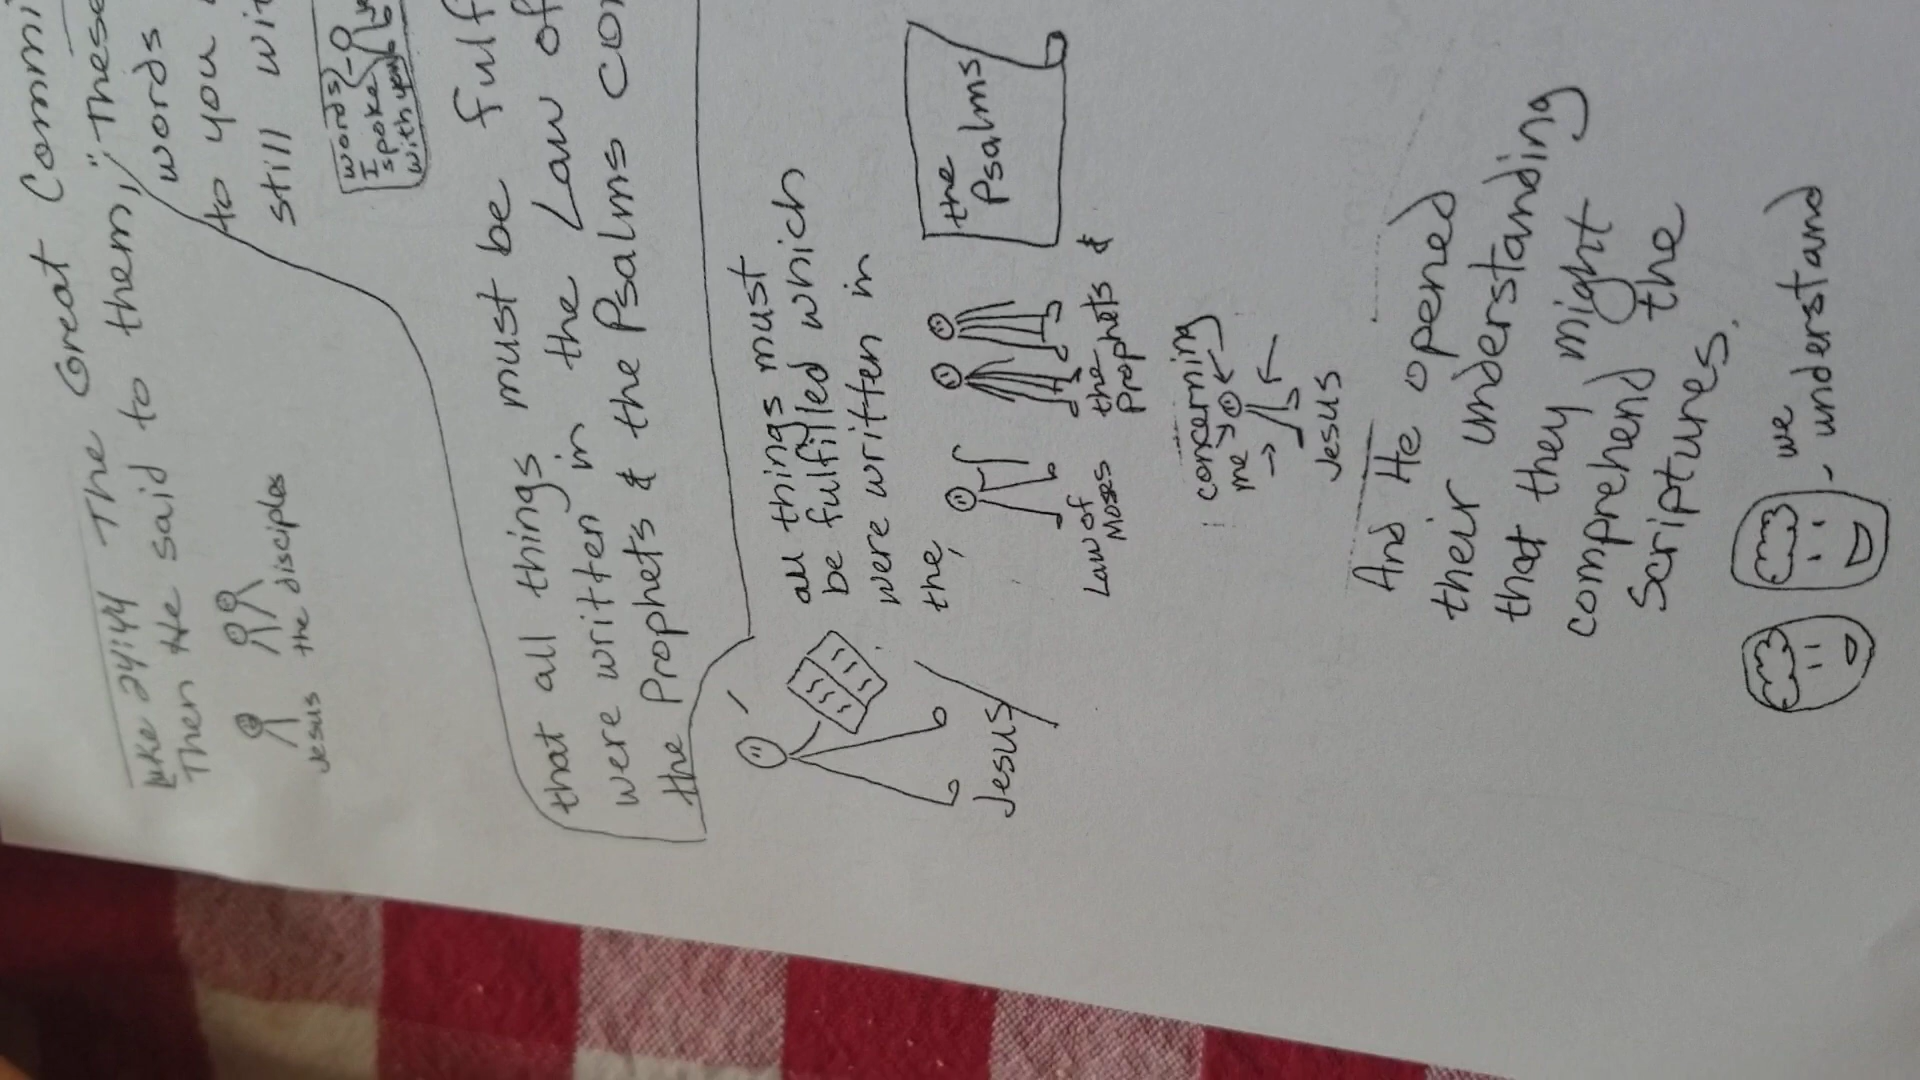 Luke 24:44 The Great Commi
Then He said to them, "These
words
to you
still wit
Jesus the disciples
words
I
spoke
with you
that all things must be fulf
were written in the Law of
the Prophets & the Psalms con
all things must
be fulfilled which
were written in
the,
Jesus
Law of
Moses
the
Prophets &
the
Psalms
concerning
me
Jesus
And He opened
their understanding
that they might
comprehend the
Scriptures.
we
understand